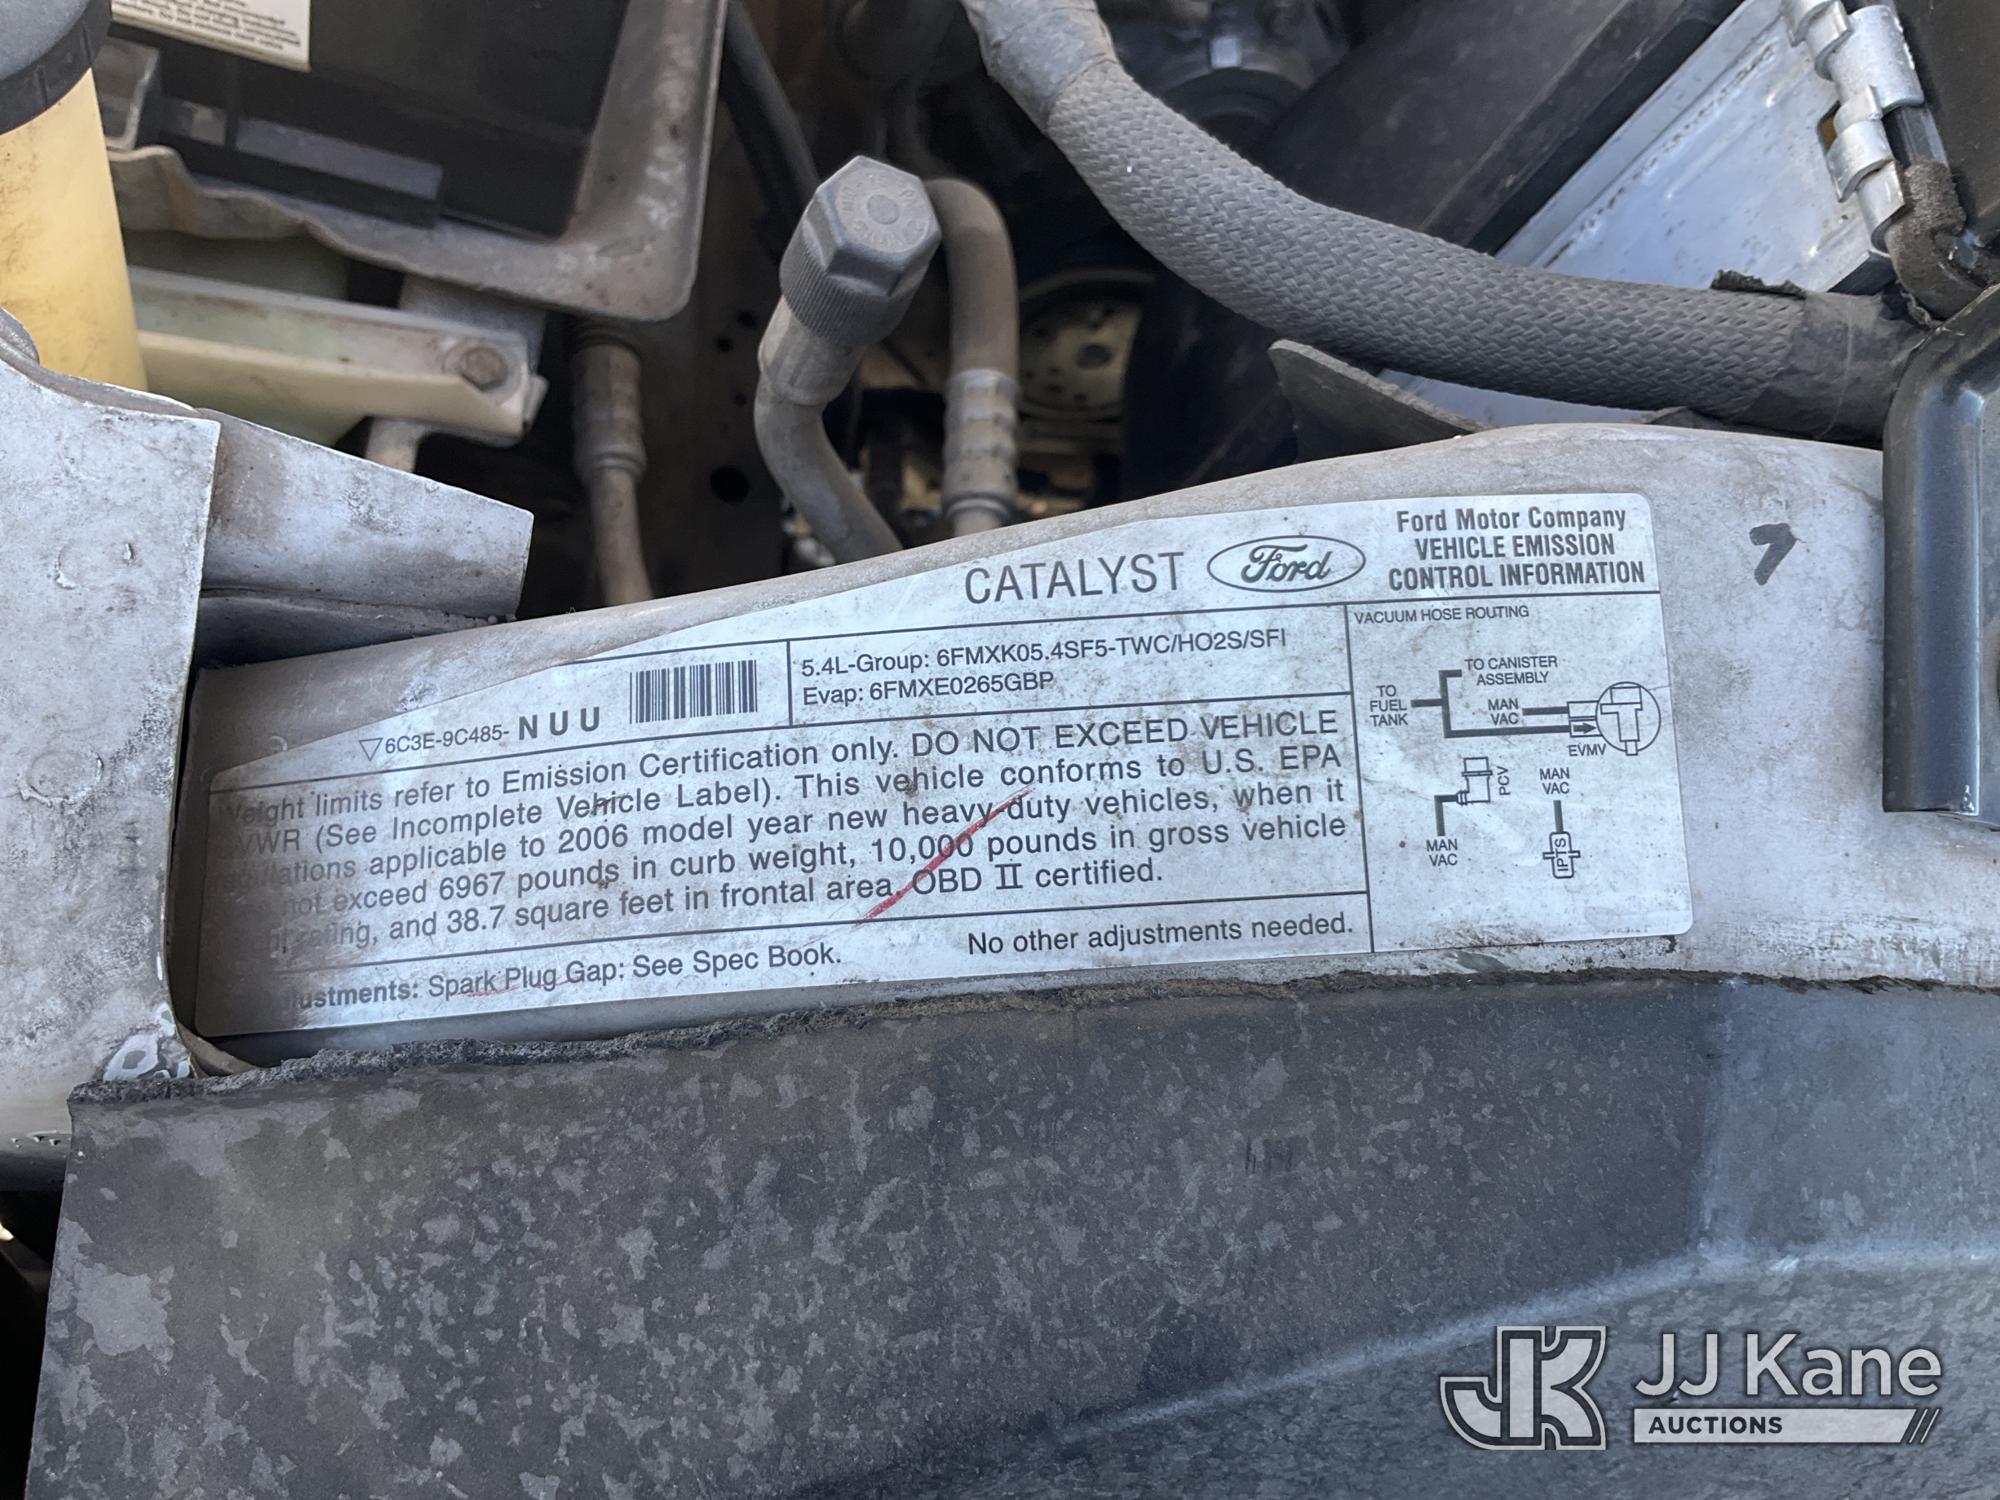 CATALYST
Ford
Ford Motor Company
VEHICLE EMISSION
CONTROL INFORMATION
6C3E-9C485- NUU
5.4L-Group: 6FMXK05.4SF5-TWC/HO2S/SFI
Evap: 6FMXE0265GBP
Weight limits refer to Emission Certification only. DO NOT EXCEED VEHICLE
(See Incomplete Vehicle Label). This vehicle conforms to U.S. EPA
applicable to 2006 model year new heavy-duty vehicles, when it
not exceed 6967 pounds in curb weight, 10,000 pounds in gross vehicle
rating, and 38.7 square feet in frontal area. OBD II certified.
Spark Plug Gap: See Spec Book.
No other adjustments needed.
VACUUM HOSE ROUTING
TO CANISTER
ASSEMBLY
TO
FUEL
TANK
MAN
VAC
EVMV
PCV
MAN
VAC
MAN
VAC
IPTS
7
JK
JJ Kane
AUCTIONS